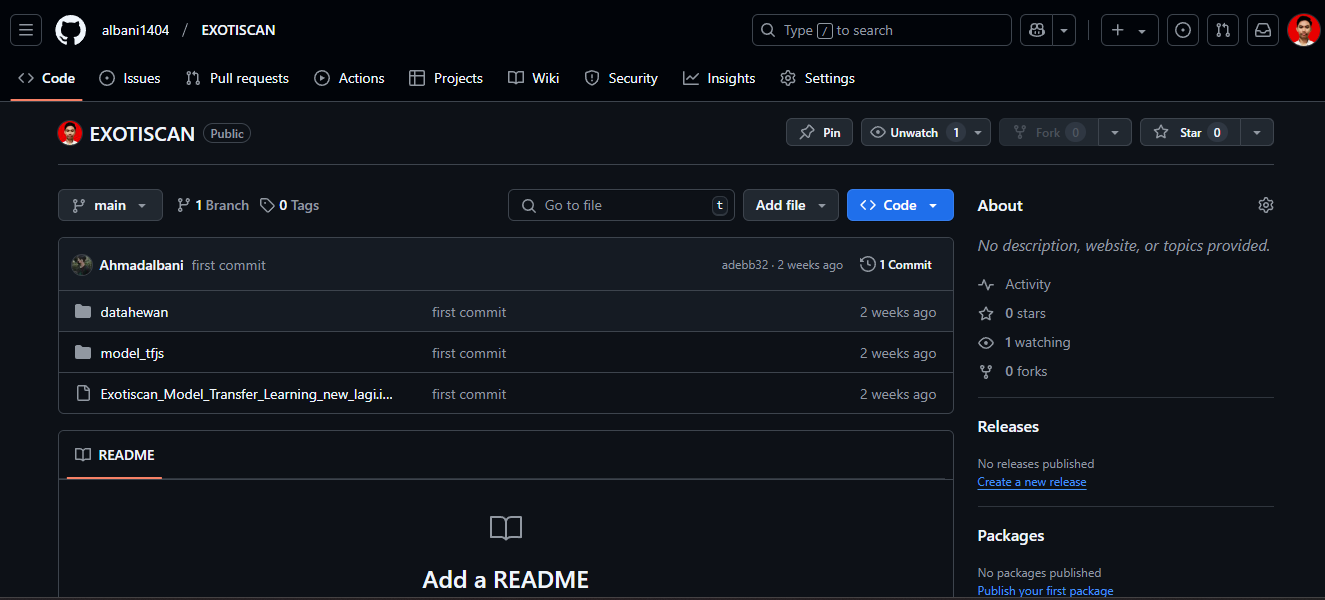 albani1404 / EXOTISCAN
Type / to search
Code Issues Pull requests Actions Projects Wiki Security Insights Settings
EXOTISCAN Public
Pin Unwatch 1 Fork 0 Star 0
main 1 Branch 0 Tags
Go to file t Add file Code
Ahmadalbani first commit adebb32 · 2 weeks ago 1 Commit
datahewan first commit 2 weeks ago
model_tfjs first commit 2 weeks ago
Exotiscan_Model_Transfer_Learning_new_lagi.i... first commit 2 weeks ago
README
Add a README
About
No description, website, or topics provided.
Activity
0 stars
1 watching
0 forks
Releases
No releases published
Create a new release
Packages
No packages published
Publish your first package